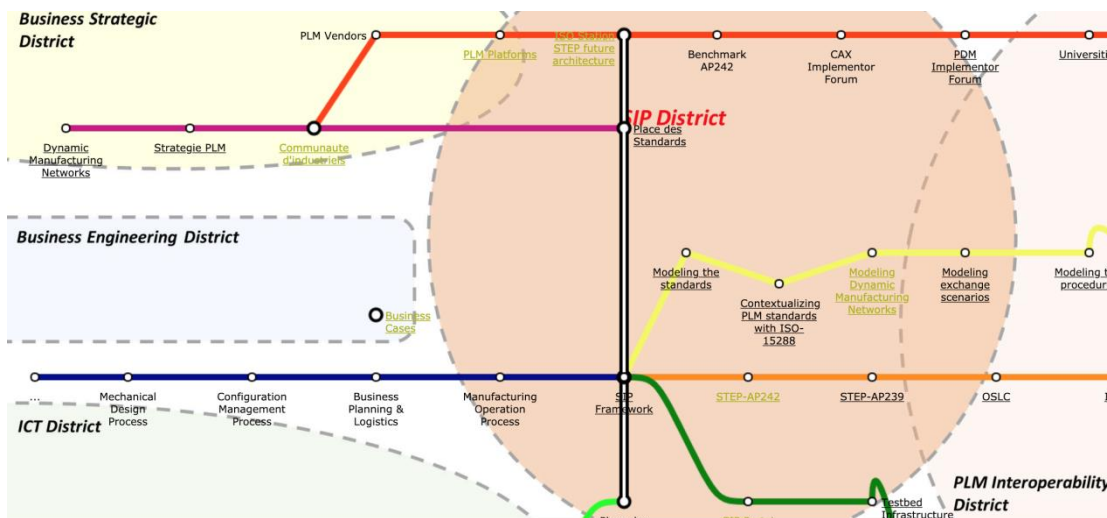 Business Strategic
District
PLM Vendors
PLM Platforms
ISO Station
STEP future
architecture
Benchmark
AP242
CAX
Implementor
Forum
PDM
Implementor
Forum
Universiti
SIP District
Dynamic
Manufacturing
Networks
Strategie PLM
Communaute
d'industriels
Place des
Standards
Business Engineering District
Modeling the
standards
Contextualizing
PLM standards
with ISO-
15288
Modeling
Dynamic
Manufacturing
Networks
Modeling
exchange
scenarios
Modeling t
procedur
Business
Cases
...
Mechanical
Design
Process
Configuration
Management
Process
Business
Planning &
Logistics
Manufacturing
Operation
Process
SIP
Framework
STEP-AP242
STEP-AP239
OSLC
ICT District
PLM Interoperability
District
Testbed
Infrastructure